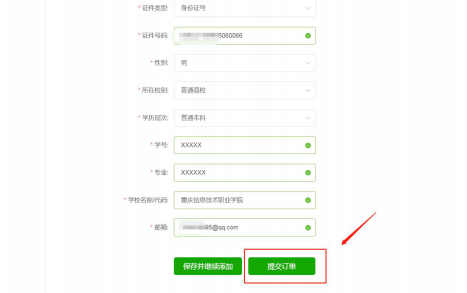 * 证件类型: 身份证号
* 证件号码: 6060066
* 性别: 男
* 所在校别: 普通高校
* 学历层次: 普通本科
* 学号: XXXXX
* 专业: XXXXXX
* 学校名称/代码: 重庆信息技术职业学院
* 邮箱: 85@qq.com
保存并继续添加 提交订单